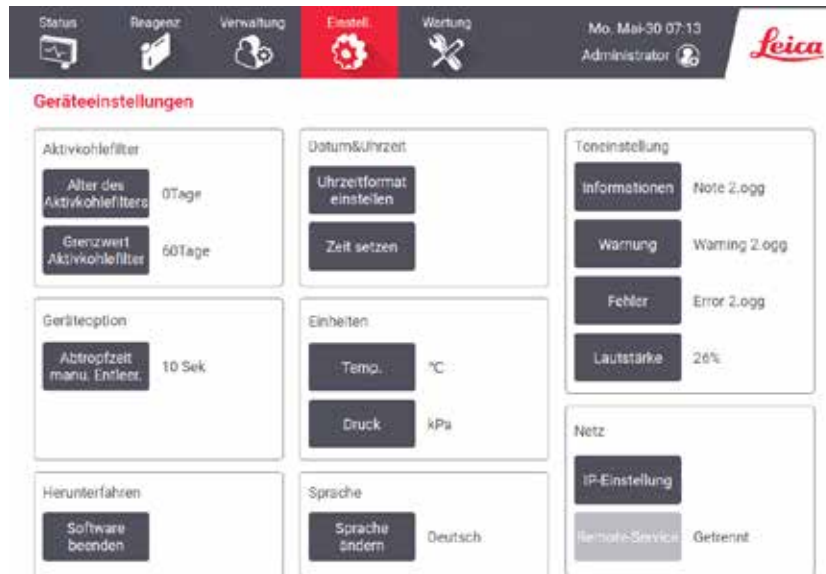 Status Reagenz Verwaltung Einstell. Wartung
Mo. Mai-30 07:13
Administrator
Leica
Geräteeinstellungen
Aktivkohlefilter
Alter des
Aktivkohlefilters
0Tage
Grenzwert
Aktivkohlefilter
60Tage
Datum&Uhrzeit
Uhrzeitformat
einstellen
Zeit setzen
Toneinstellung
Informationen Note 2.ogg
Warnung Warning 2.ogg
Fehler Error 2.ogg
Lautstärke 26%
Geräteoption
Abtropfzeit
manu. Entleer.
10 Sek
Einheiten
Temp. °C
Druck kPa
Netz
IP-Einstellung
Remote-Service Getrennt
Herunterfahren
Software
beenden
Sprache
Sprache
ändern
Deutsch